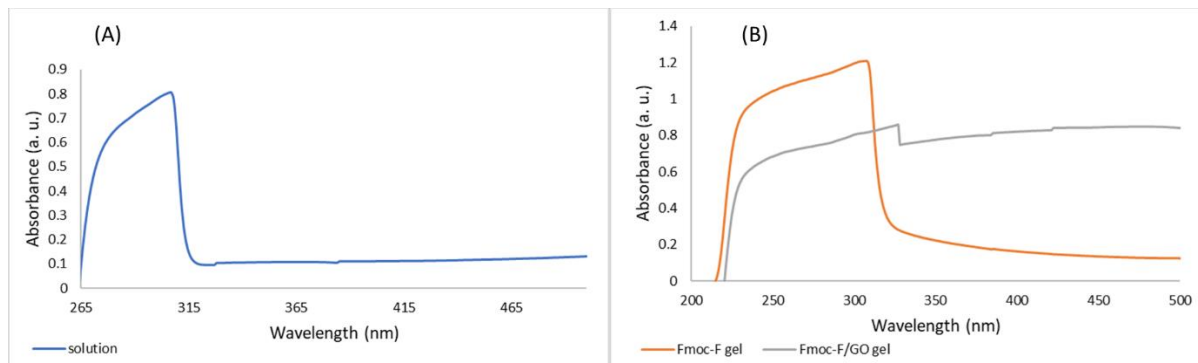 (A)
Absorbance (a. u.)
0.9
0.8
0.7
0.6
0.5
0.4
0.3
0.2
0.1
0
265 315 365 415 465
Wavelength (nm)
solution
(B)
Absorbance (a. u.)
1.4
1.2
1
0.8
0.6
0.4
0.2
0
200 250 300 350 400 450 500
Wavelength (nm)
Fmoc-F gel Fmoc-F/GO gel